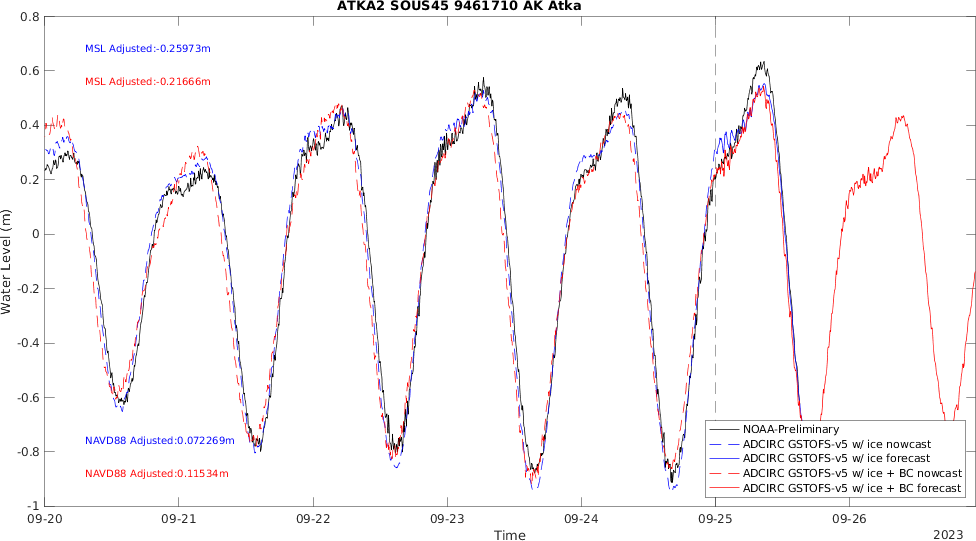 ATKA2 SOUS45 9461710 AK Atka
0.8
0.6
0.4
0.2
0
-0.2
-0.4
-0.6
-0.8
-1
Water Level (m)
MSL Adjusted:-0.25973m
MSL Adjusted:-0.21666m
NAVD88 Adjusted:0.072269m
NAVD88 Adjusted:0.11534m
NOAA-Preliminary
ADCIRC GSTOFS-v5 w/ ice nowcast
ADCIRC GSTOFS-v5 w/ ice forecast
ADCIRC GSTOFS-v5 w/ ice + BC nowcast
ADCIRC GSTOFS-v5 w/ ice + BC forecast
09-20 09-21 09-22 09-23 09-24 09-25 09-26
Time
2023